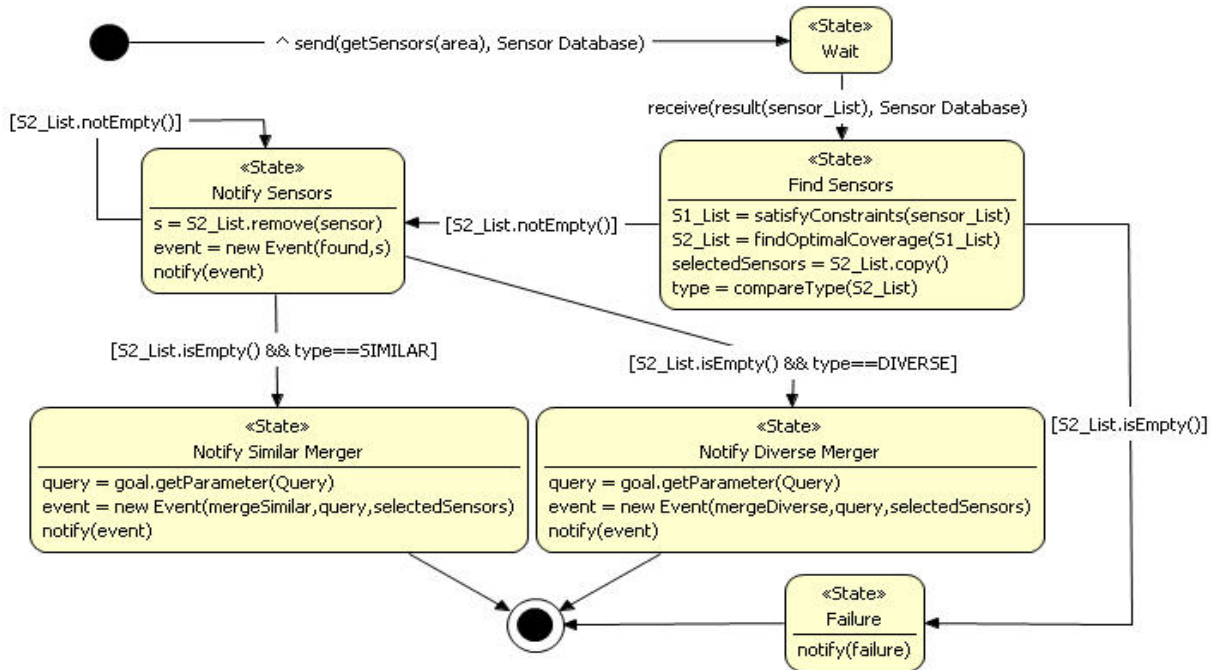 ^ send(getSensors(area), Sensor Database)
«State»
Wait
receive(result(sensor_List), Sensor Database)
[S2_List.notEmpty()]
«State»
Notify Sensors
s = S2_List.remove(sensor)
event = new Event(found,s)
notify(event)
[S2_List.notEmpty()]
«State»
Find Sensors
S1_List = satisfyConstraints(sensor_List)
S2_List = findOptimalCoverage(S1_List)
selectedSensors = S2_List.copy()
type = compareType(S2_List)
[S2_List.isEmpty() && type==SIMILAR]
[S2_List.isEmpty() && type==DIVERSE]
[S2_List.isEmpty()]
«State»
Notify Similar Merger
query = goal.getParameter(Query)
event = new Event(mergeSimilar,query,selectedSensors)
notify(event)
«State»
Notify Diverse Merger
query = goal.getParameter(Query)
event = new Event(mergeDiverse,query,selectedSensors)
notify(event)
«State»
Failure
notify(failure)